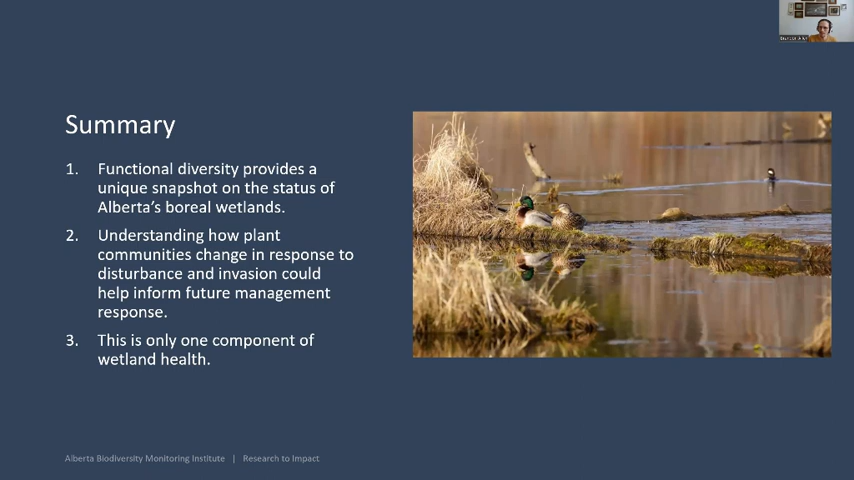 Summary
1. Functional diversity provides a
unique snapshot on the status of
Alberta’s boreal wetlands.
2. Understanding how plant
communities change in response to
disturbance and invasion could
help inform future management
response.
3. This is only one component of
wetland health.
Alberta Biodiversity Monitoring Institute | Research to Impact